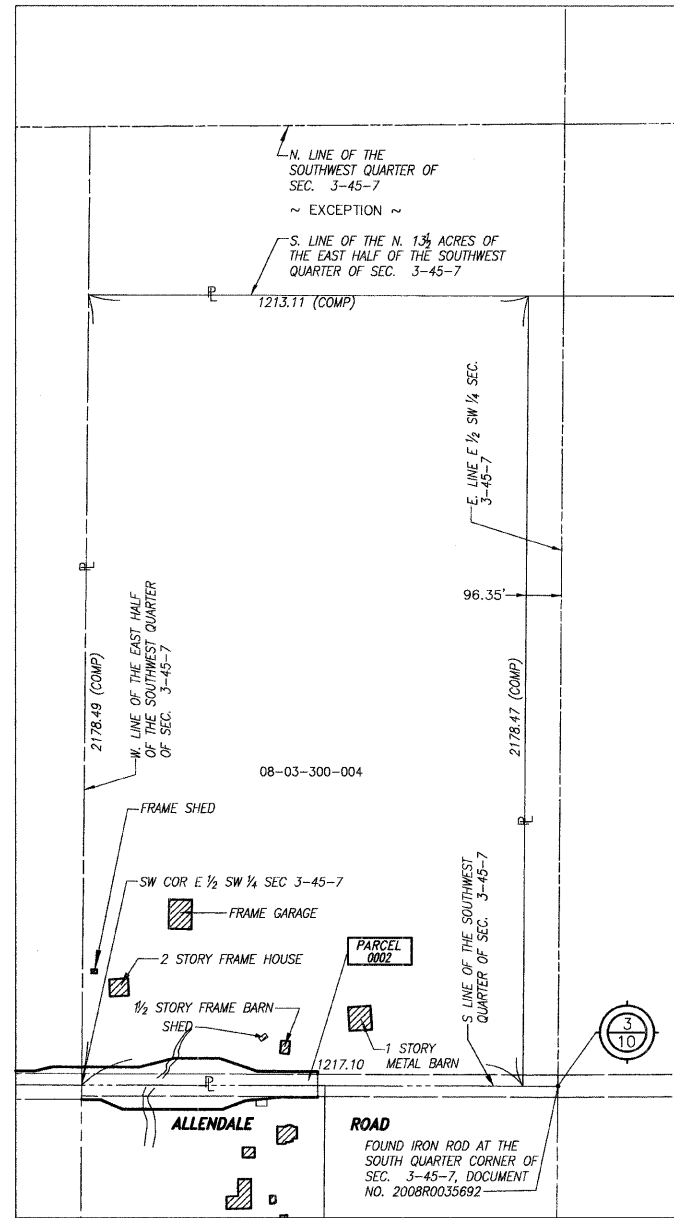 N. LINE OF THE
SOUTHWEST QUARTER OF
SEC. 3-45-7
~ EXCEPTION ~
S. LINE OF THE N. 13½ ACRES OF
THE EAST HALF OF THE SOUTHWEST
QUARTER OF SEC. 3-45-7
PL
1213.11 (COMP)
E. LINE E ½ SW ¼ SEC.
3-45-7
PL
96.35'
W. LINE OF THE EAST HALF
OF THE SOUTHWEST QUARTER
OF SEC. 3-45-7
2178.49 (COMP)
2178.47 (COMP)
08-03-300-004
FRAME SHED
PL
SW COR E ½ SW ¼ SEC 3-45-7
FRAME GARAGE
S LINE OF THE SOUTHWEST
QUARTER OF SEC. 3-45-7
PARCEL
0002
2 STORY FRAME HOUSE
1½ STORY FRAME BARN
SHED
3
10
1 STORY
METAL BARN
1217.10
PL
ALLENDALE ROAD
FOUND IRON ROD AT THE
SOUTH QUARTER CORNER OF
SEC. 3-45-7, DOCUMENT
NO. 2008R0035692